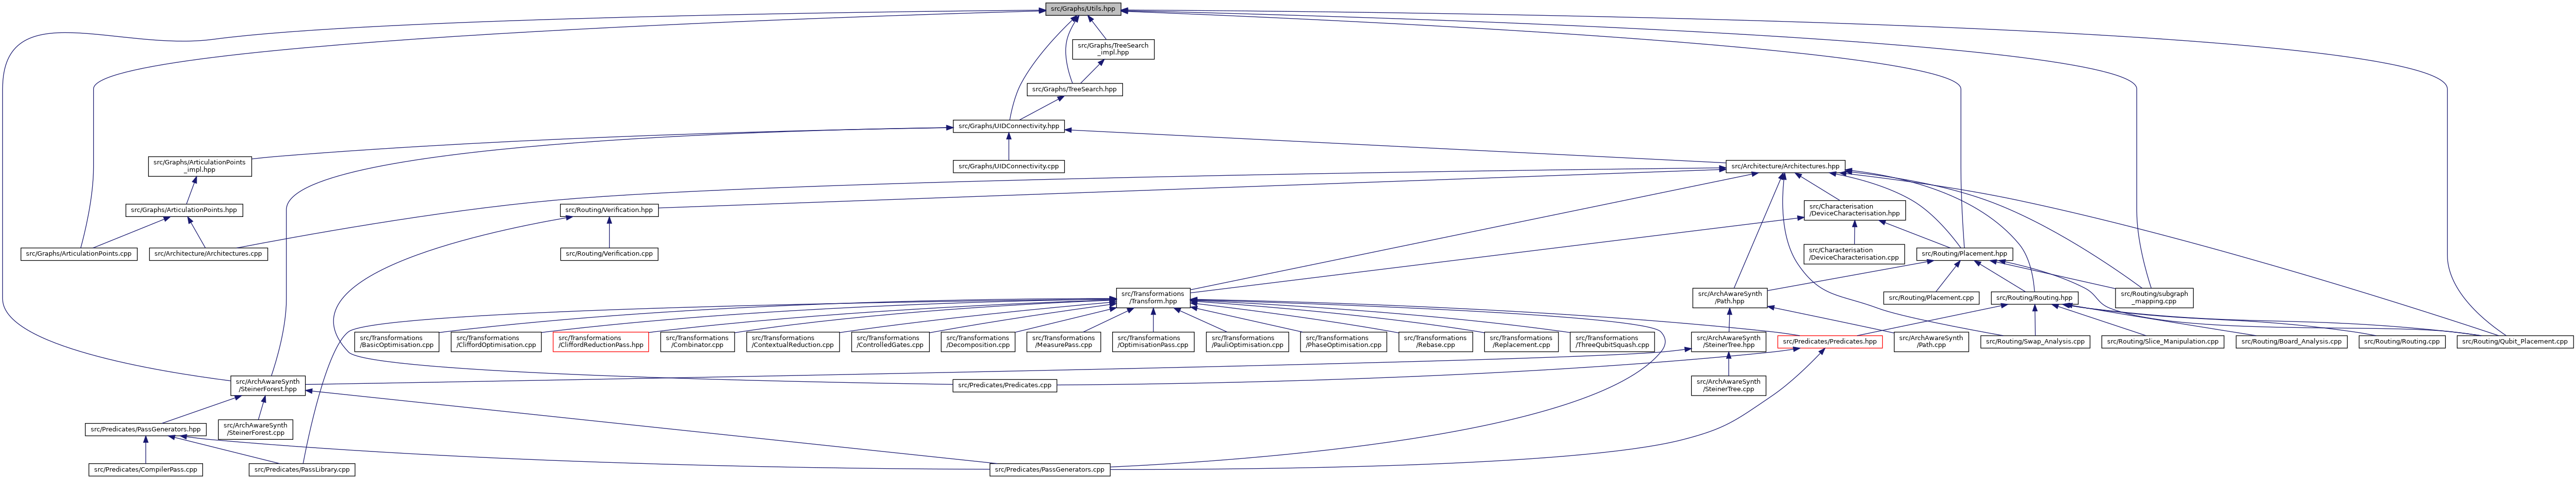 src/Graphs/Utils.hpp
src/Graphs/TreeSearch
_impl.hpp
src/Graphs/TreeSearch.hpp
src/Graphs/UIDConnectivity.hpp
src/Graphs/ArticulationPoints
_impl.hpp
src/Graphs/UIDConnectivity.cpp
src/Architecture/Architectures.hpp
src/Graphs/ArticulationPoints.hpp
src/Routing/Verification.hpp
src/Characterisation
/DeviceCharacterisation.hpp
src/Graphs/ArticulationPoints.cpp
src/Architecture/Architectures.cpp
src/Routing/Verification.cpp
src/Characterisation
/DeviceCharacterisation.cpp
src/Routing/Placement.hpp
src/Transformations
/Transform.hpp
src/ArchAwareSynth
/Path.hpp
src/Routing/Placement.cpp
src/Routing/Routing.hpp
src/Routing/subgraph
_mapping.cpp
src/Transformations
/BasicOptimisation.cpp
src/Transformations
/CliffordOptimisation.cpp
src/Transformations
/CliffordReductionPass.hpp
src/Transformations
/Combinator.cpp
src/Transformations
/ContextualReduction.cpp
src/Transformations
/ControlledGates.cpp
src/Transformations
/Decomposition.cpp
src/Transformations
/MeasurePass.cpp
src/Transformations
/OptimisationPass.cpp
src/Transformations
/PauliOptimisation.cpp
src/Transformations
/PhaseOptimisation.cpp
src/Transformations
/Rebase.cpp
src/Transformations
/Replacement.cpp
src/Transformations
/ThreeQubitSquash.cpp
src/ArchAwareSynth
/SteinerTree.hpp
src/Predicates/Predicates.hpp
src/ArchAwareSynth
/Path.cpp
src/Routing/Swap_Analysis.cpp
src/Routing/Slice_Manipulation.cpp
src/Routing/Board_Analysis.cpp
src/Routing/Routing.cpp
src/Routing/Qubit_Placement.cpp
src/ArchAwareSynth
/SteinerForest.hpp
src/Predicates/Predicates.cpp
src/ArchAwareSynth
/SteinerTree.cpp
src/Predicates/PassGenerators.hpp
src/ArchAwareSynth
/SteinerForest.cpp
src/Predicates/CompilerPass.cpp
src/Predicates/PassLibrary.cpp
src/Predicates/PassGenerators.cpp